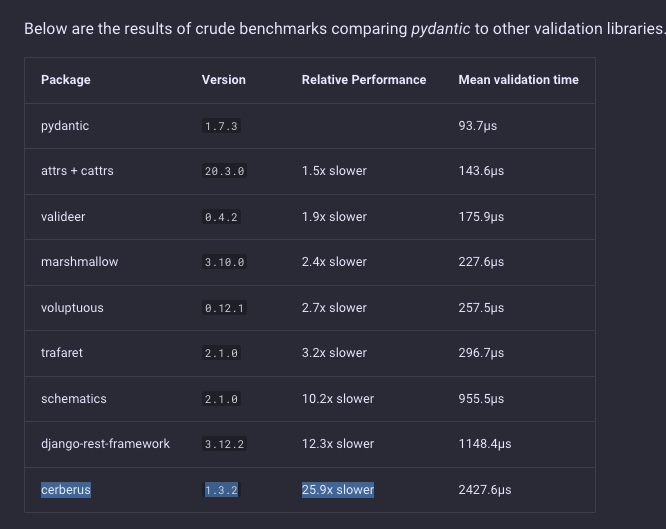 Below are the results of crude benchmarks comparing pydantic to other validation libraries.
Package Version Relative Performance Mean validation time
pydantic 1.7.3 93.7µs
attrs + cattrs 20.3.0 1.5x slower 143.6µs
valideer 0.4.2 1.9x slower 175.9µs
marshmallow 3.10.0 2.4x slower 227.6µs
voluptuous 0.12.1 2.7x slower 257.5µs
trafaret 2.1.0 3.2x slower 296.7µs
schematics 2.1.0 10.2x slower 955.5µs
django-rest-framework 3.12.2 12.3x slower 1148.4µs
cerberus 1.3.2 25.9x slower 2427.6µs